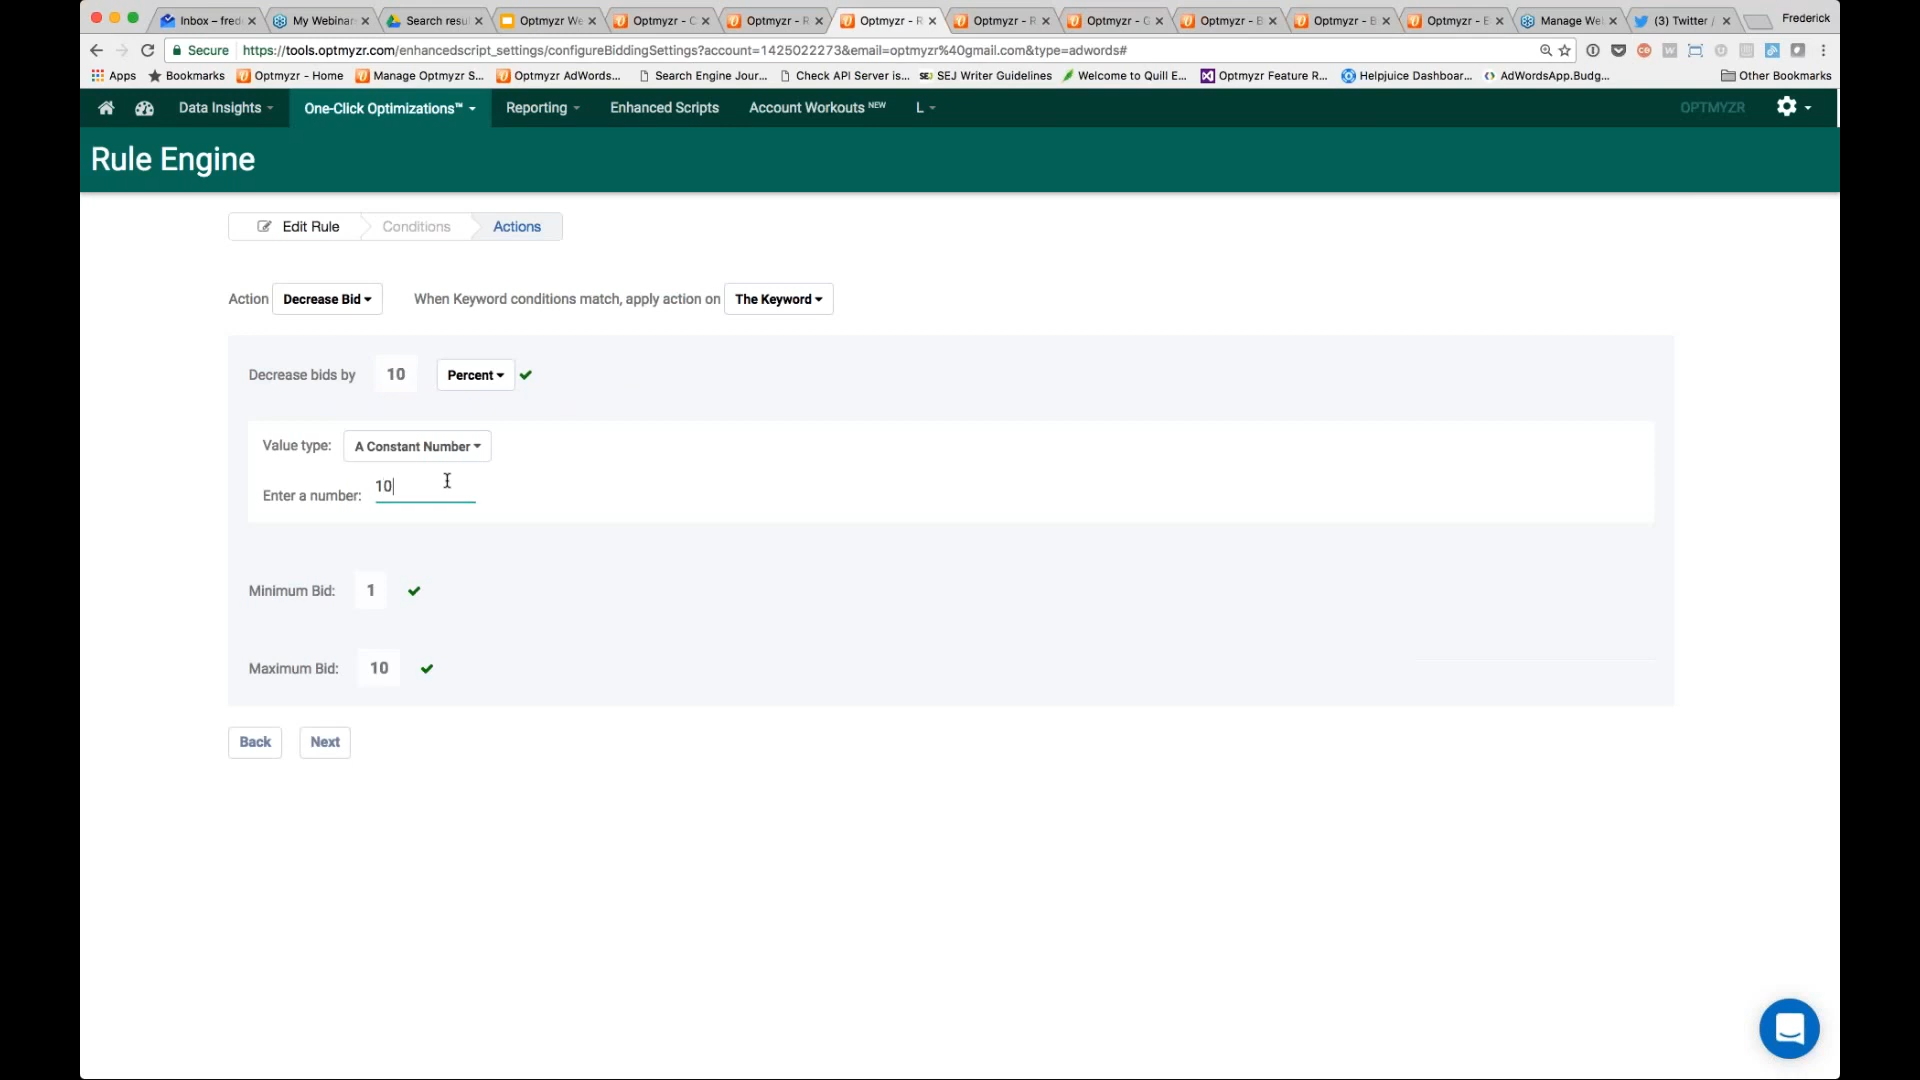 Inbox – fred
My Webinar
Search resu
Optmyzr We
Optmyzr - C
Optmyzr - R
Optmyzr - R
Optmyzr - R
Optmyzr -
Optmyzr - B
Optmyzr - B
Optmyzr - E
Manage We
(3) Twitter /
Frederick
Secure https://tools.optmyzr.com/enhancedscript_settings/configureBiddingSettings?account=1425022273&email=optmyzr%40gmail.com&type=adwords#
Apps Bookmarks Optmyzr - Home Manage Optmyzr S... Optmyzr AdWords... Search Engine Jour... Check API Server is... SEJ SEJ Writer Guidelines Welcome to Quill E... Optmyzr Feature R... Helpjuice Dashboar... AdWordsApp.Budg... Other Bookmarks
Data Insights One-Click Optimizations™ Reporting Enhanced Scripts Account Workouts NEW L OPTMYZR
Rule Engine
Edit Rule Conditions Actions
Action Decrease Bid When Keyword conditions match, apply action on The Keyword
Decrease bids by 10 Percent
Value type: A Constant Number
Enter a number: 10
Minimum Bid: 1
Maximum Bid: 10
Back Next